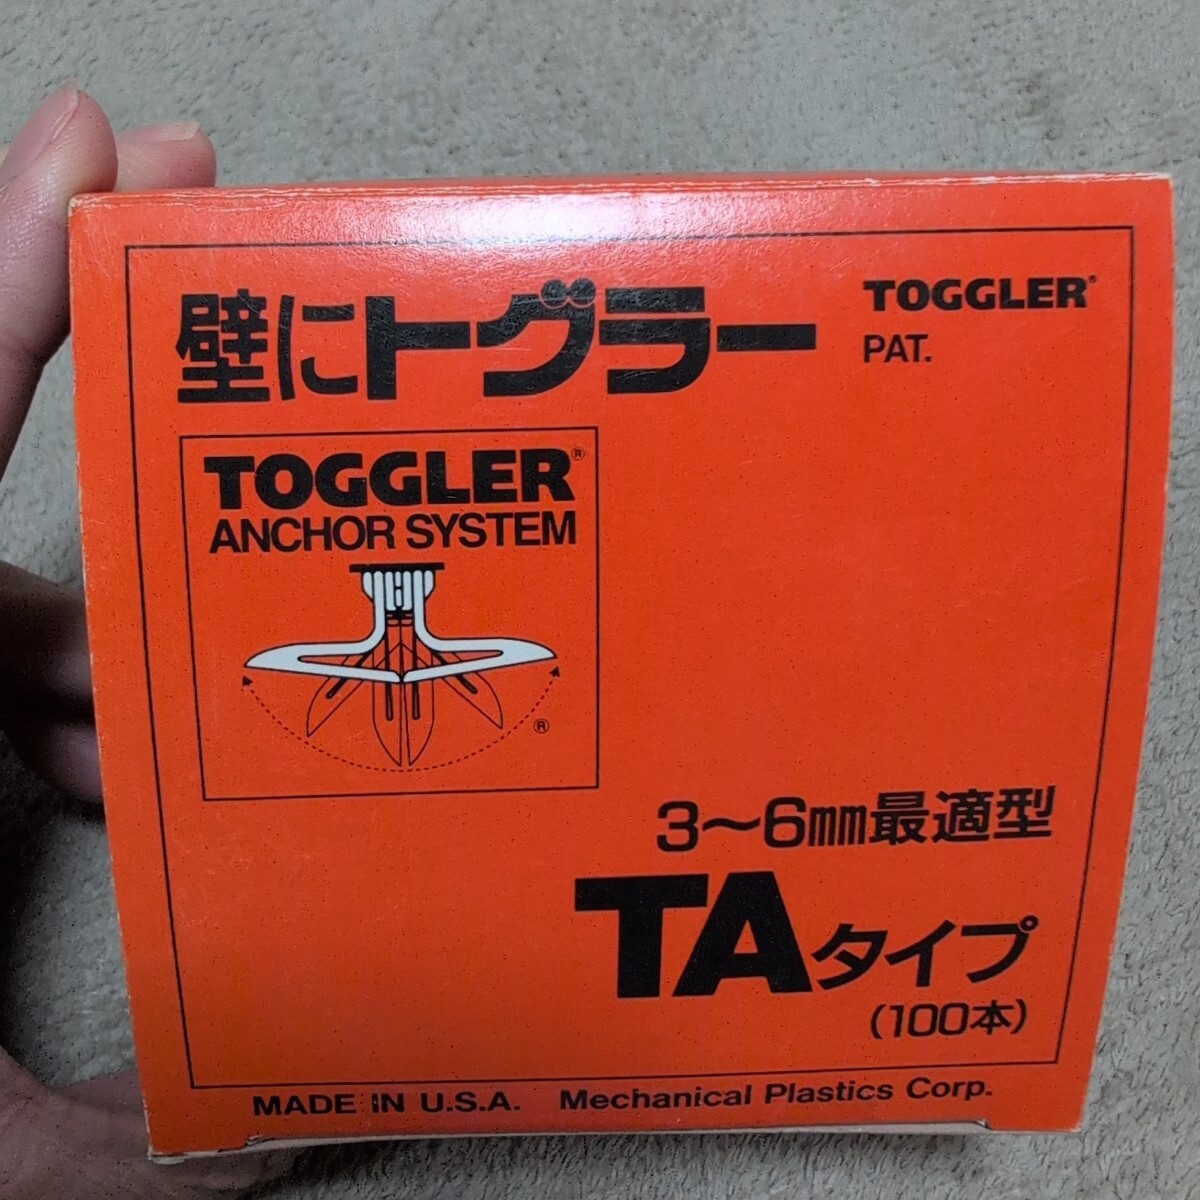 壁にトグラー
TOGGLER®
PAT.
TOGGLER®
ANCHOR SYSTEM
®
3～6mm最適型
TAタイプ
(100本)
MADE IN U.S.A. Mechanical Plastics Corp.